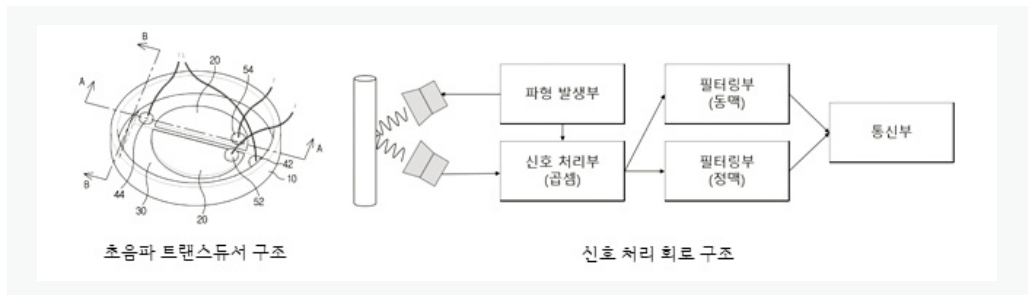 B
A
20
54
A
42
10
B
44
30
20
52
초음파 트랜스듀서 구조
파형 발생부
신호 처리부
(곱셈)
필터링부
(동맥)
필터링부
(정맥)
통신부
신호 처리 회로 구조